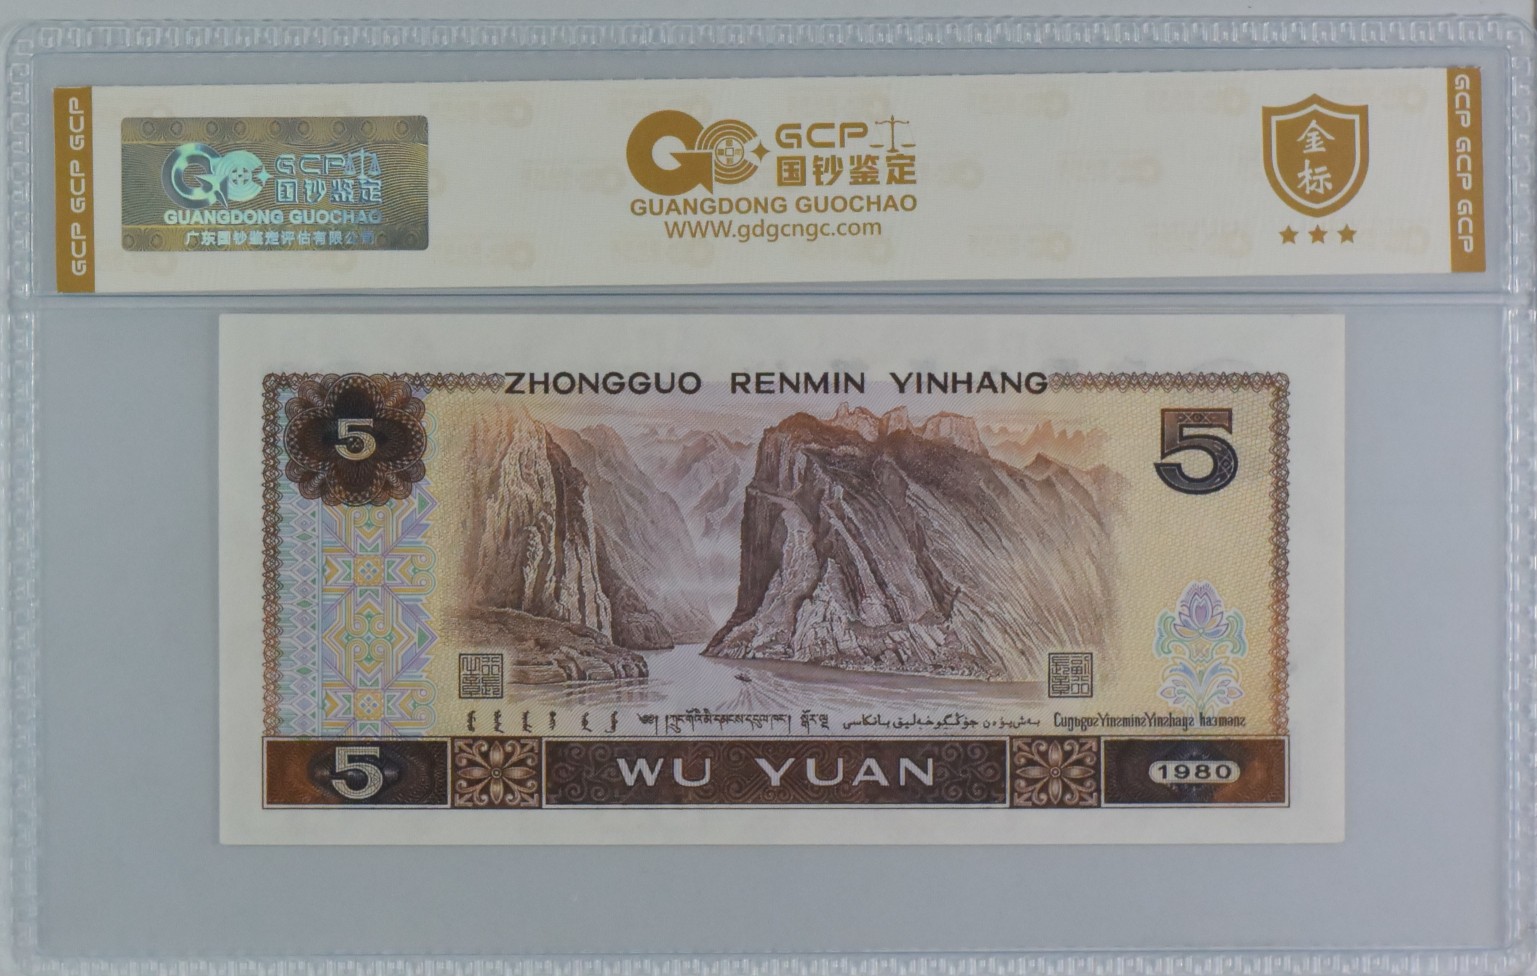 GCP GCP GCP
GCP
国钞鉴定
GUANGDONG GUOCHAO
广东国钞鉴定评估有限公司
GCP
国钞鉴定
GUANGDONG GUOCHAO
WWW.gdgcngc.com
金
标
GCP GCP GCP
ZHONGGUO RENMIN YINHANG
5
5
5
WU YUAN
1980